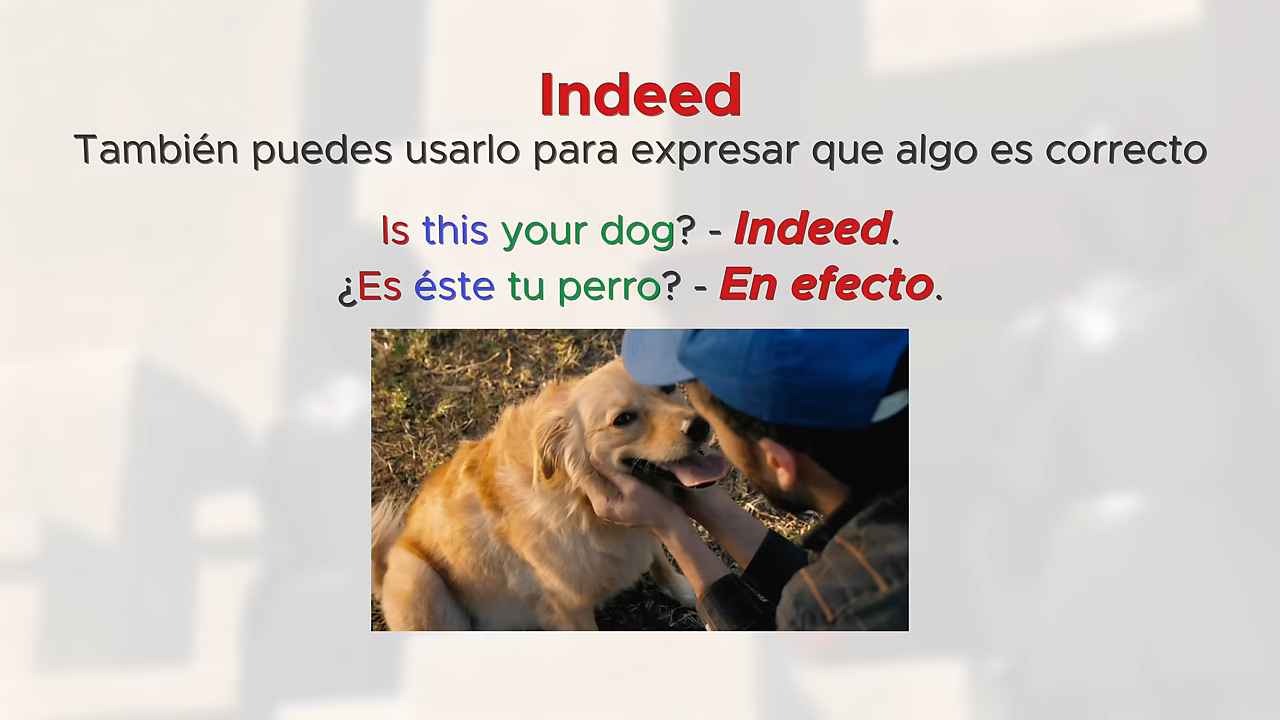 Indeed
También puedes usarlo para expresar que algo es correcto
Is this your dog? - Indeed.
¿Es éste tu perro? - En efecto.